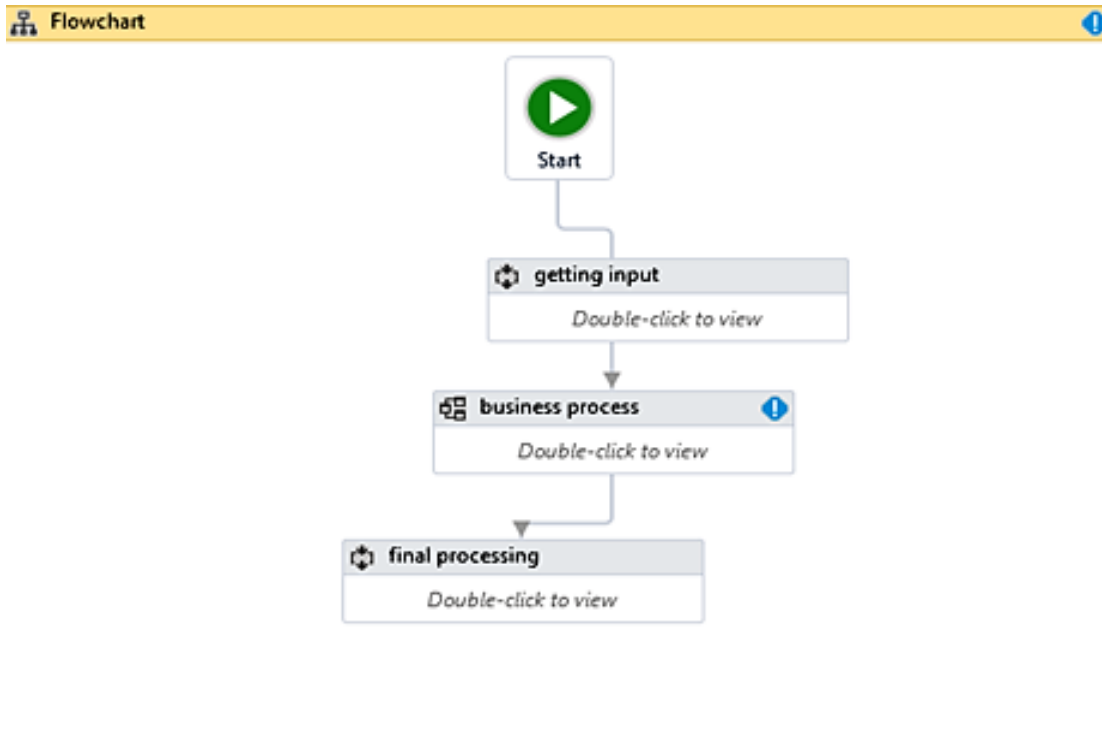 Flowchart
Start
getting input
Double-click to view
business process
Double-click to view
final processing
Double-click to view